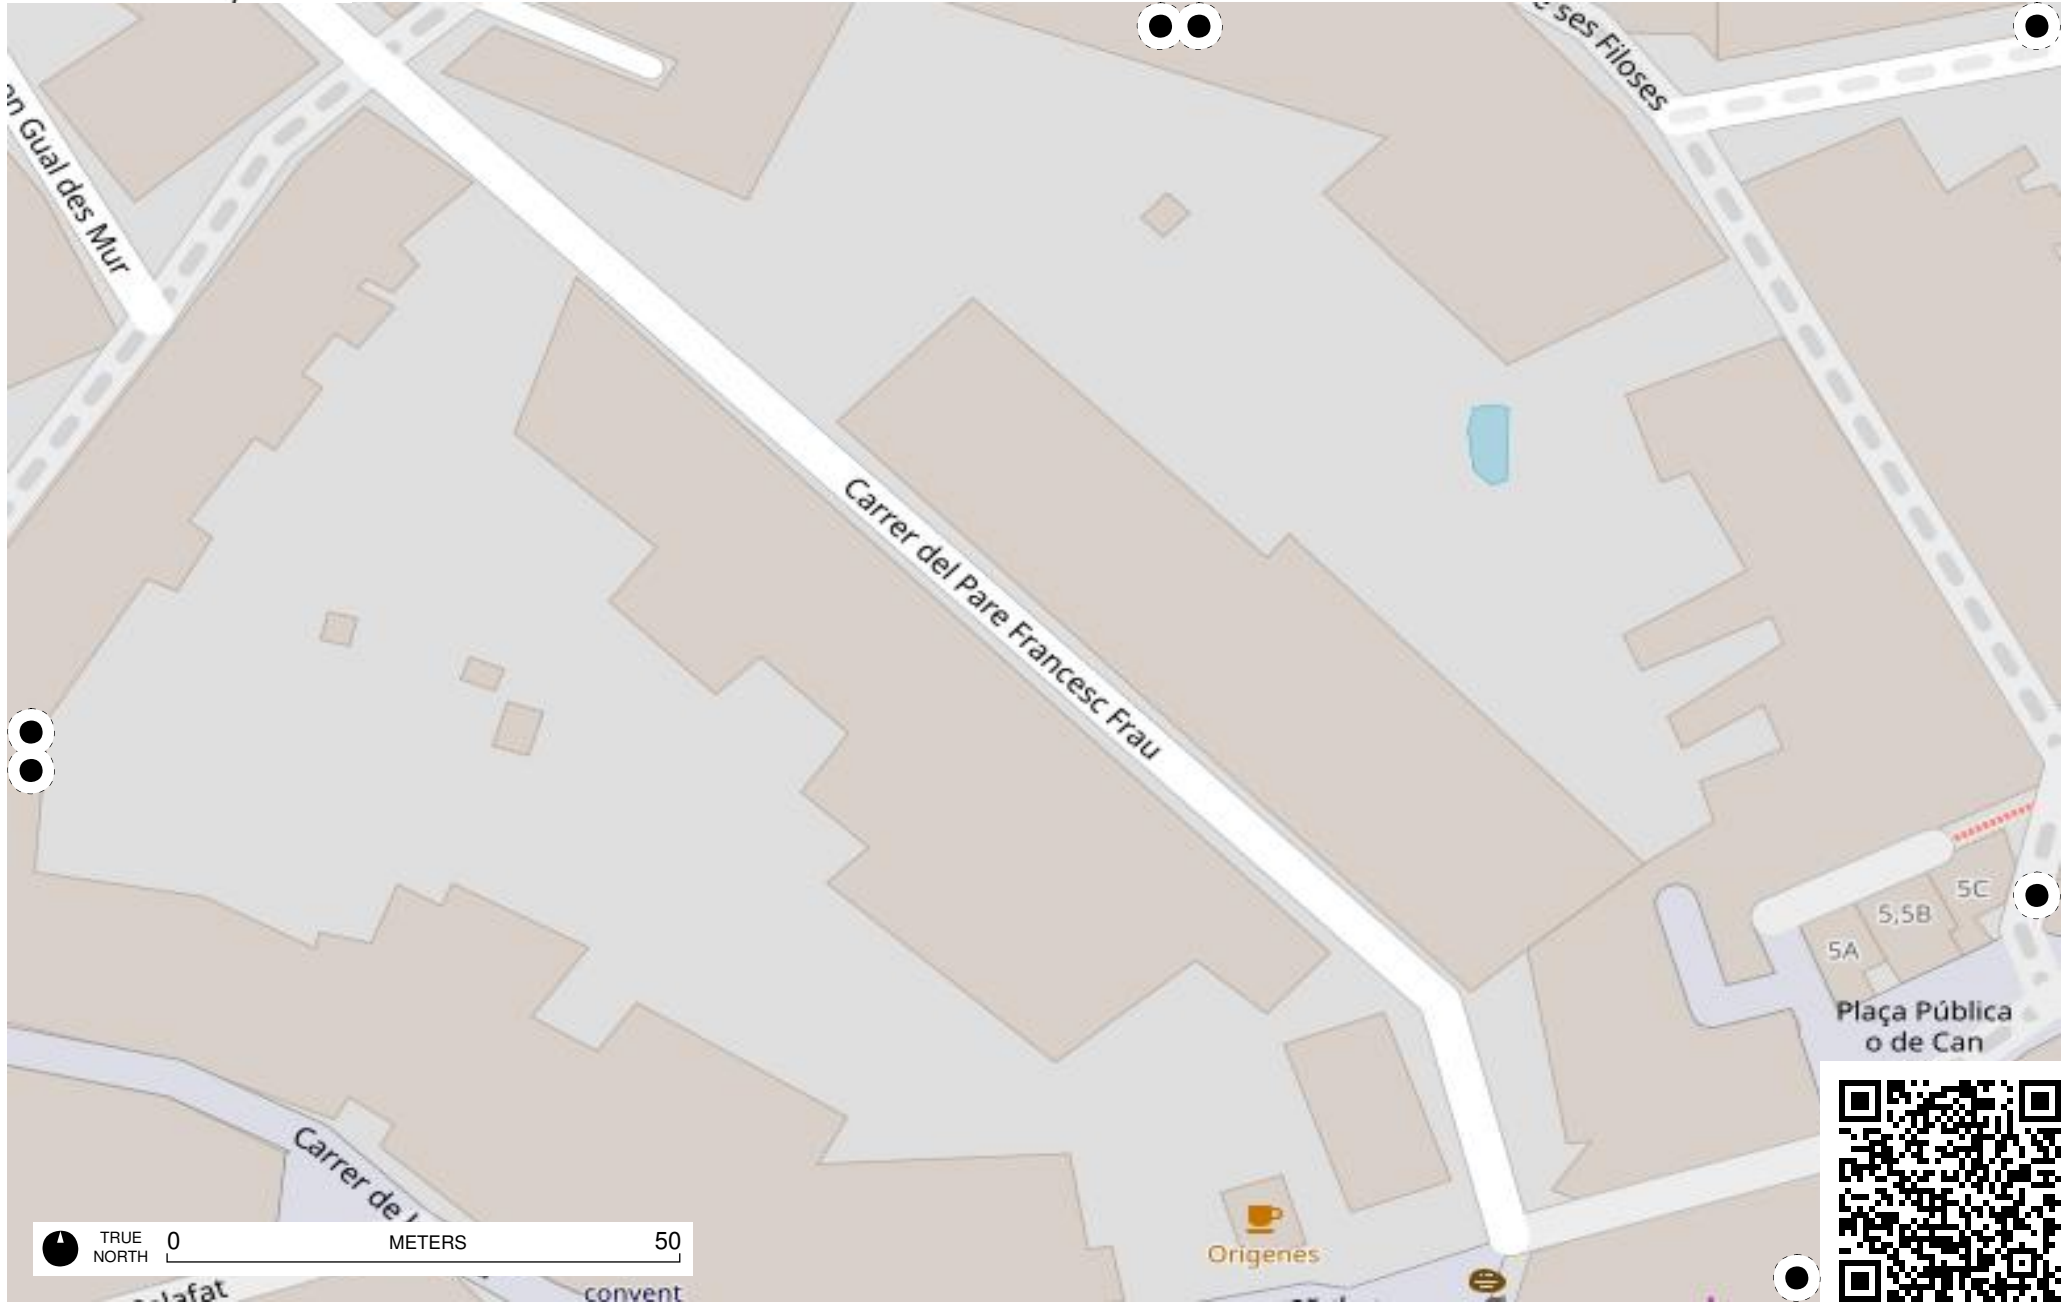 ses Filoses
Gual des Mur
Carrer del Pare Francesc Frau
5C
5,5B
5A
Plaça Pública
o de Can
Carrer de
Orígenes
convent
TRUE
NORTH
0
METERS
50